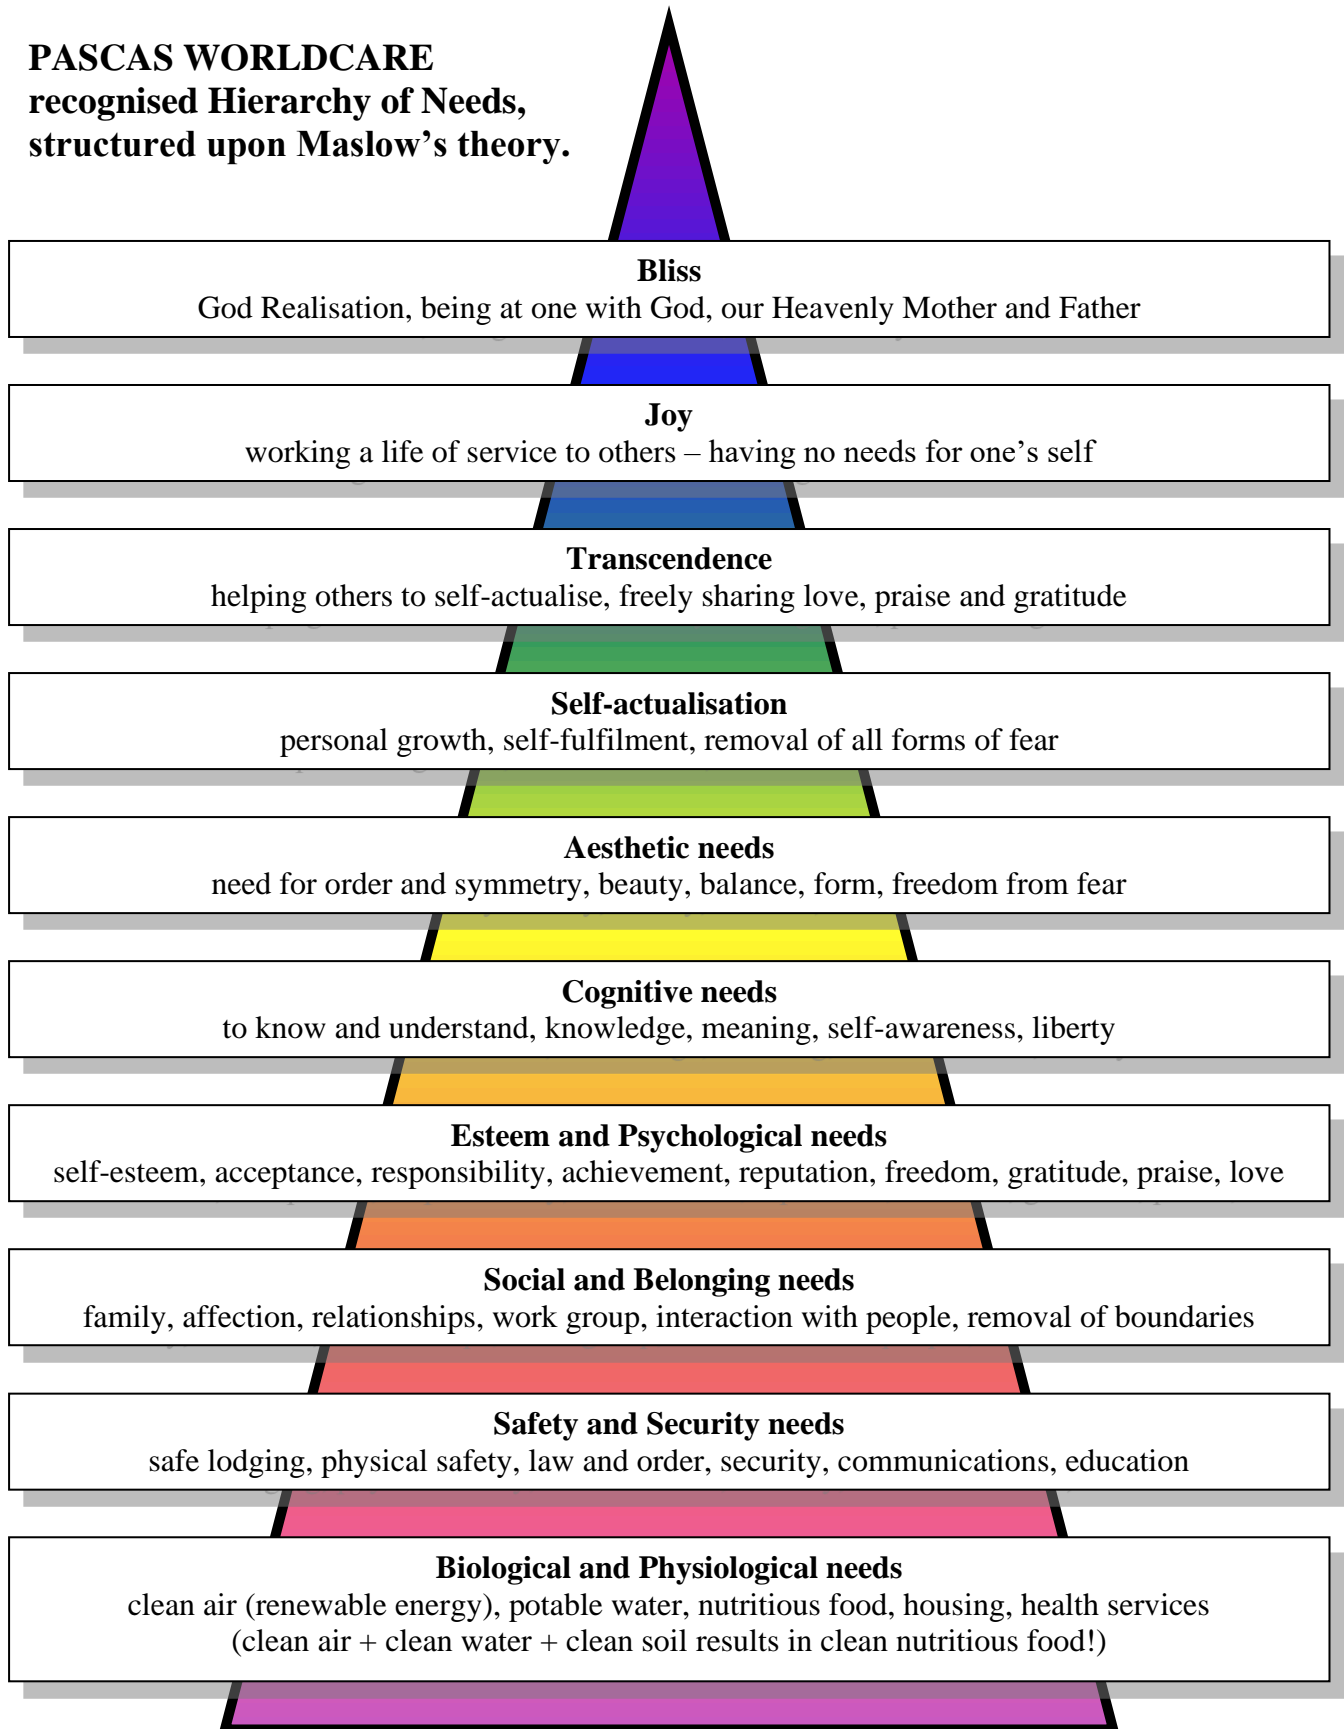 PASCAS WORLDCARE
recognised Hierarchy of Needs,
structured upon Maslow’s theory.
Bliss
God Realisation, being at one with God, our Heavenly Mother and Father
Joy
working a life of service to others – having no needs for one’s self
Transcendence
helping others to self-actualise, freely sharing love, praise and gratitude
Self-actualisation
personal growth, self-fulfilment, removal of all forms of fear
Aesthetic needs
need for order and symmetry, beauty, balance, form, freedom from fear
Cognitive needs
to know and understand, knowledge, meaning, self-awareness, liberty
Esteem and Psychological needs
self-esteem, acceptance, responsibility, achievement, reputation, freedom, gratitude, praise, love
Social and Belonging needs
family, affection, relationships, work group, interaction with people, removal of boundaries
Safety and Security needs
safe lodging, physical safety, law and order, security, communications, education
Biological and Physiological needs
clean air (renewable energy), potable water, nutritious food, housing, health services
(clean air + clean water + clean soil results in clean nutritious food!)